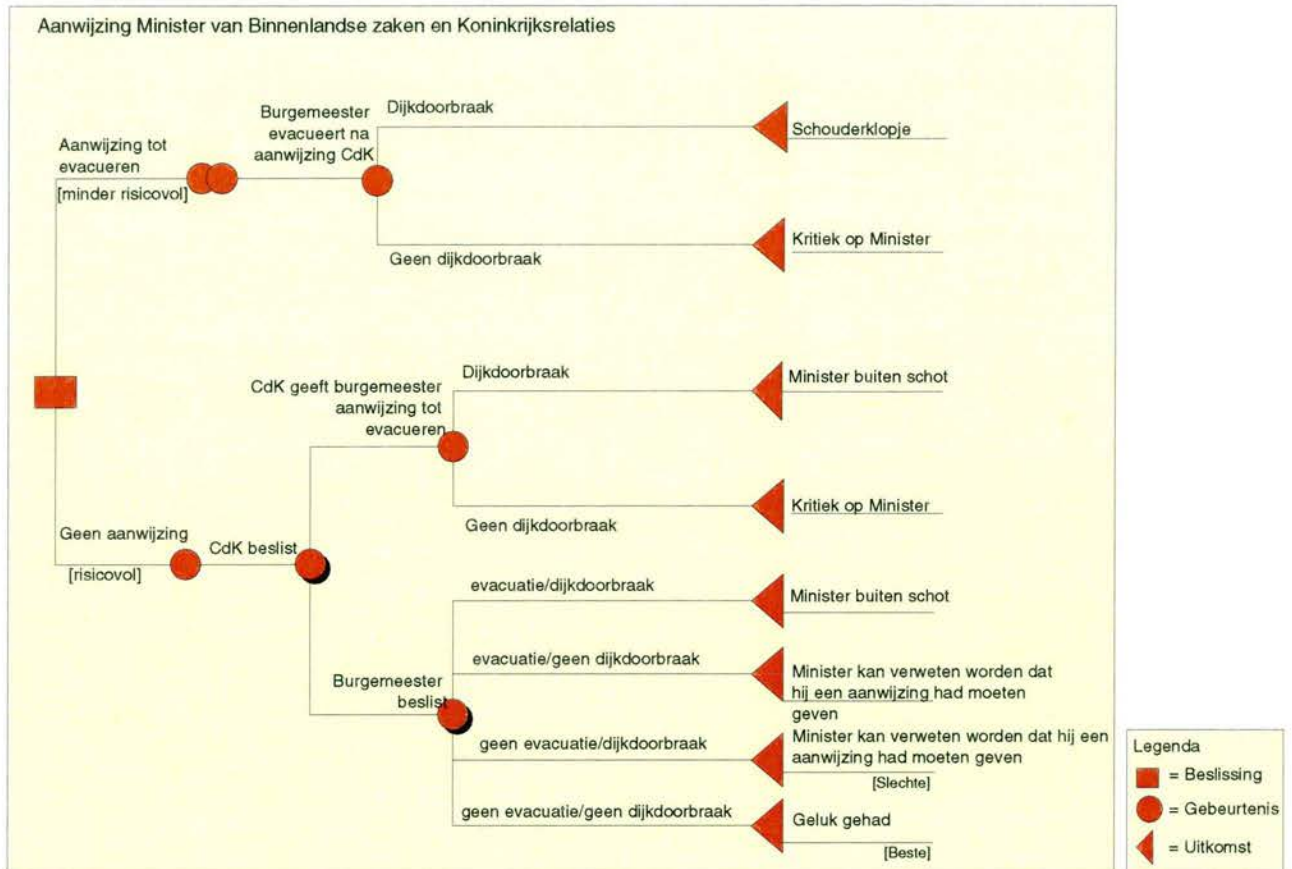 Aanwijzing Minister van Binnenlandse zaken en Koninkrijksrelaties
Aanwijzing tot
evacueren
[minder risicovol]
Burgemeester
evacueert na
aanwijzing CdK
Dijkdoorbraak
Schouderklopje
Geen dijkdoorbraak
Kritiek op Minister
CdK geeft burgemeester
aanwijzing tot
evacueren
Dijkdoorbraak
Minister buiten schot
Geen dijkdoorbraak
Kritiek op Minister
Geen aanwijzing
[risicovol]
CdK beslist
Burgemeester
beslist
evacuatie/dijkdoorbraak
Minister buiten schot
evacuatie/geen dijkdoorbraak
Minister kan verweten worden dat
hij een aanwijzing had moeten
geven
geen evacuatie/dijkdoorbraak
Minister kan verweten worden dat hij een
aanwijzing had moeten geven
[Slechte]
geen evacuatie/geen dijkdoorbraak
Geluk gehad
[Beste]
Legenda
= Beslissing
= Gebeurtenis
= Uitkomst